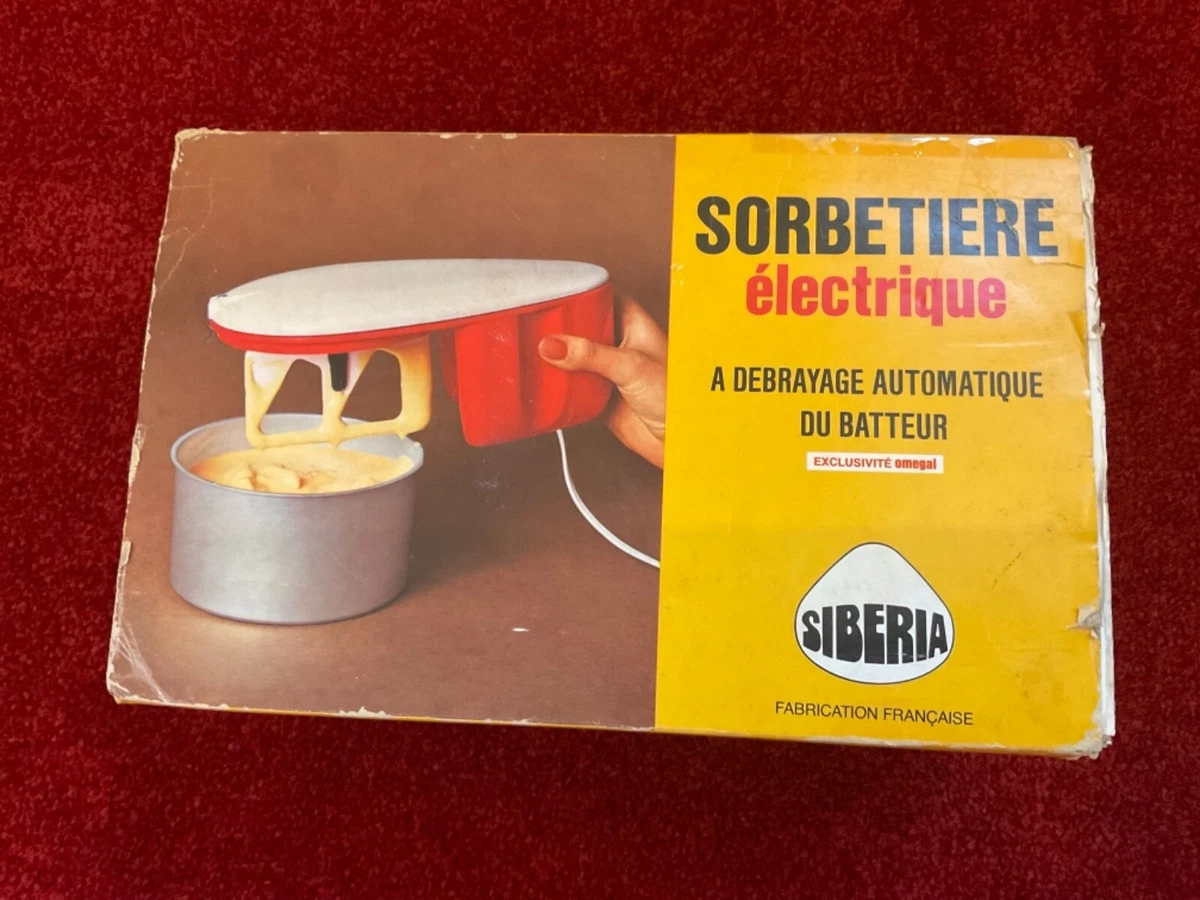 SORBETIERE
électrique
A DEBRAYAGE AUTOMATIQUE
DU BATTEUR
EXCLUSIVITÉ omegal
SIBERIA
FABRICATION FRANÇAISE